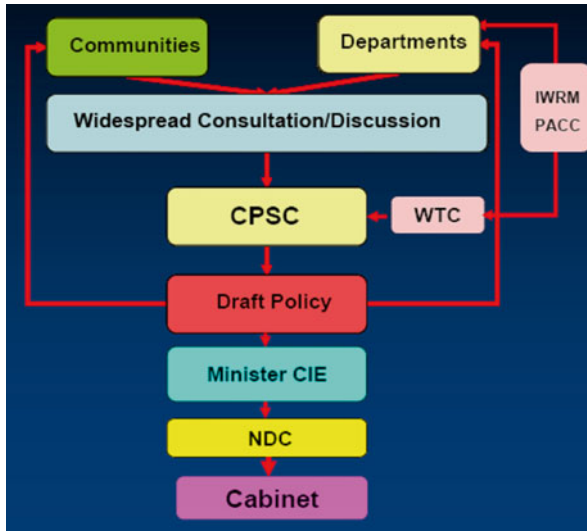 Communities
Departments
IWRM
PACC
Widespread Consultation/Discussion
CPSC
WTC
Draft Policy
Minister CIE
NDC
Cabinet